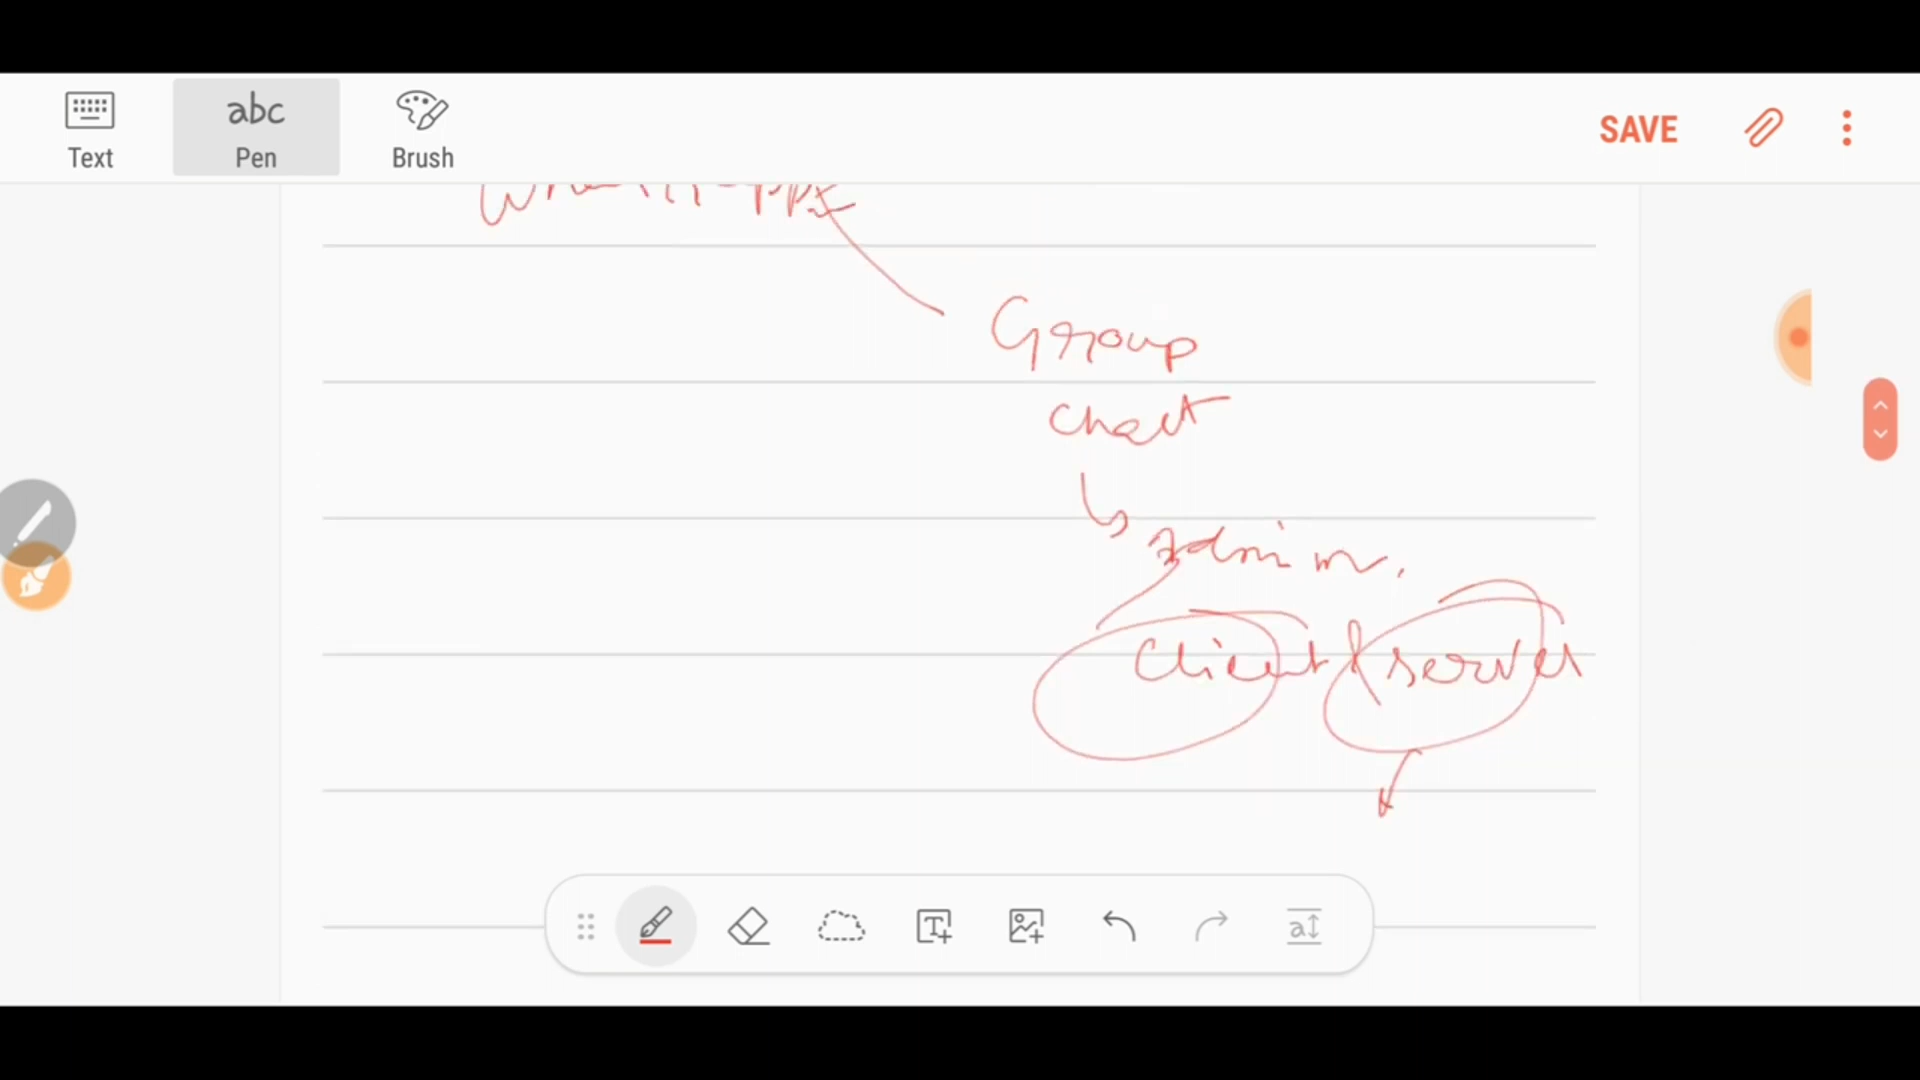 Text
abc
Pen
Brush
SAVE
Group
chat
admin.
Client & server